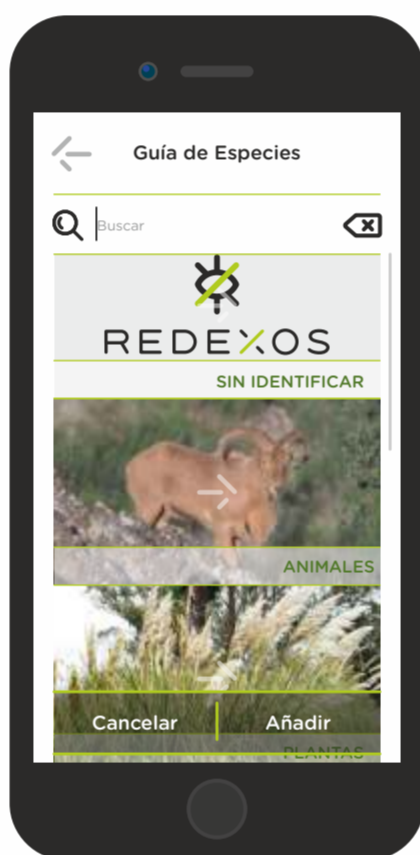 Guía de Especies
Buscar
REDEXOS
SIN IDENTIFICAR
ANIMALES
Cancelar
Añadir
PLANTAS